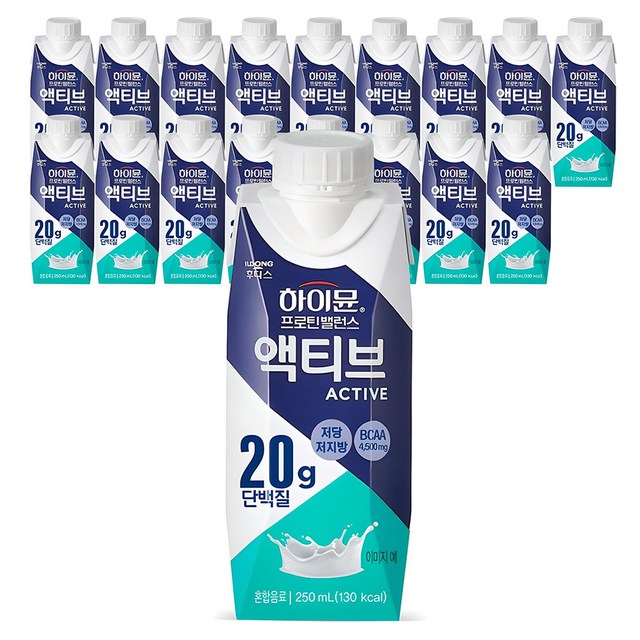 ILDONG
후디스
하이뮨®
프로틴 밸런스
액티브
ACTIVE
저당
저지방
BCAA
4,500mg
20g
단백질
이미지 예
혼합음료 | 250 mL(130 kcal)